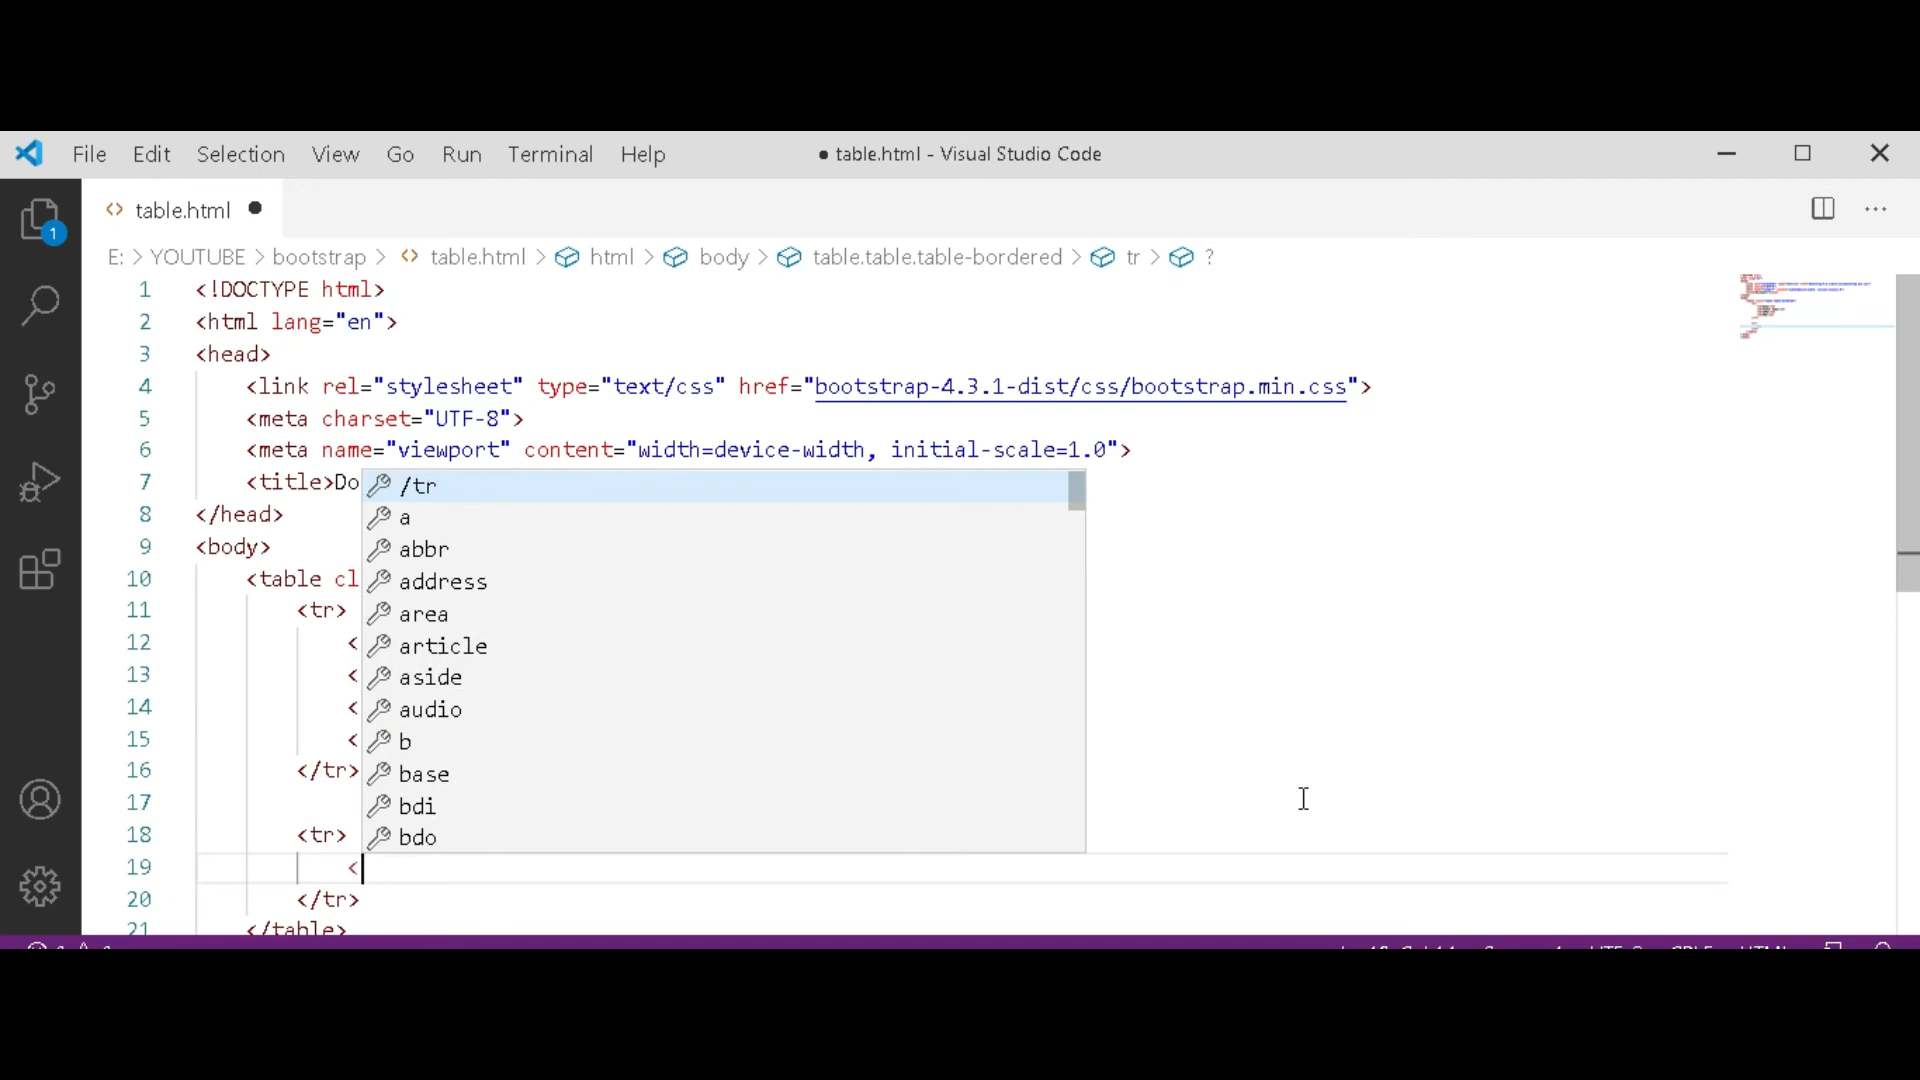 File Edit Selection View Go Run Terminal Help ● table.html - Visual Studio Code
1
<> table.html ●
E: > YOUTUBE > bootstrap > <> table.html > html > body > table.table.table-bordered > tr > ?
1 <!DOCTYPE html>
2 <html lang="en">
3 <head>
4 <link rel="stylesheet" type="text/css" href="bootstrap-4.3.1-dist/css/bootstrap.min.css">
5 <meta charset="UTF-8">
6 <meta name="viewport" content="width=device-width, initial-scale=1.0">
7 <title>Do
8 </head>
9 <body>
10 <table cl
11 <tr>
12 <
13 <
14 <
15 <
16 </tr>
17
18 <tr>
19 <
20 </tr>
21 </table>
/tr
a
abbr
address
area
article
aside
audio
b
base
bdi
bdo